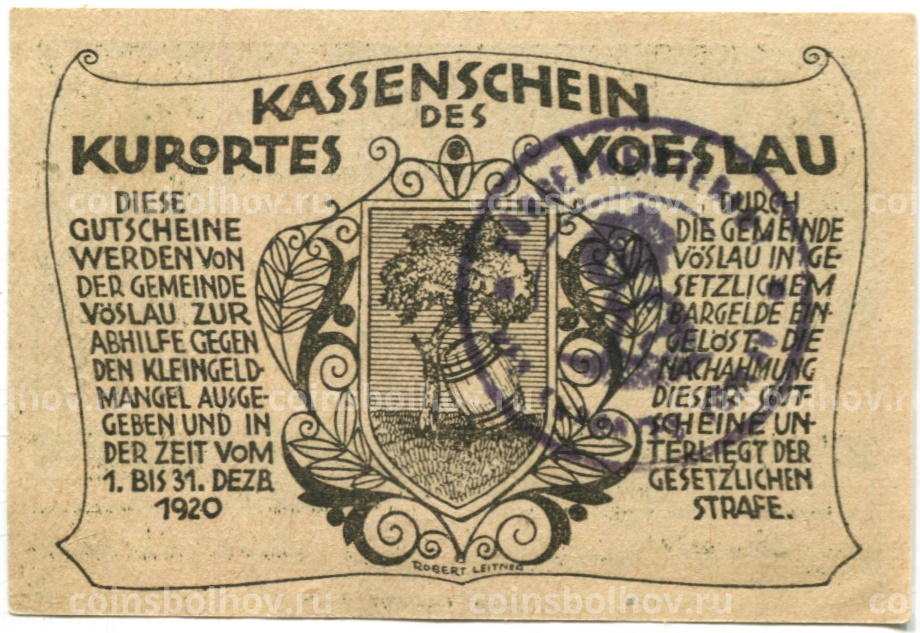 KASSENSCHEIN
DES
KURORTES VOESLAU
DIESE
GUTSCHEINE
WERDEN VON
DER GEMEINDE
VÖSLAU ZUR
ABHILFE GEGEN
DEN KLEINGELD-
MANGEL AUSGE-
GEBEN UND IN
DER ZEIT VOM
1. BIS 31. DEZB.
1920
DURCH
DIE GEMEINDE
VÖSLAU IN GE-
SETZLICHEM
BARGELDE EIN-
GELÖST. DIE
NACHAHMUNG
DIESER GUT-
SCHEINE UN-
TERLIEGT DER
GESETZLICHEN
STRAFE.
ROBERT LEITNER
coinsbolhov.ru